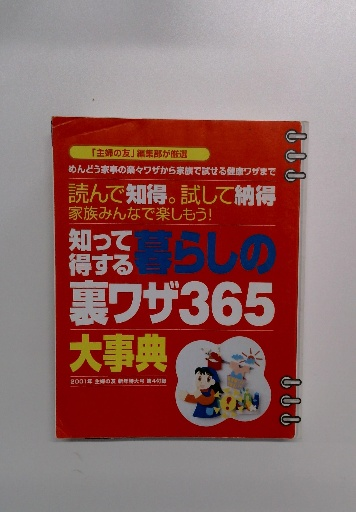 「主婦の友」編集部が厳選
めんどう家事の楽々ワザから家族で試せる健康ワザまで
読んで知得。試して納得
家族みんなで楽しもう!
知って得する暮らしの
裏ワザ365
大事典
2001年 主婦の友 新年特大号 第4付録